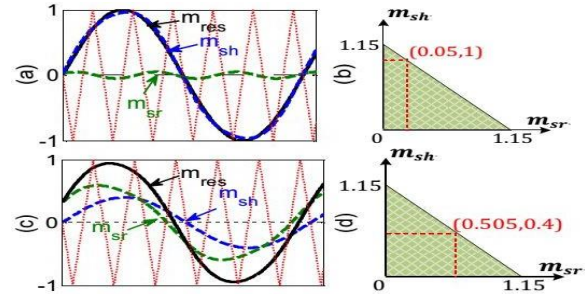 (a)
1
0
-1
m_res
m_sh
m_sr
(b)
m_sh
1.15
(0.05,1)
0
1.15
m_sr
(c)
1
0
-1
m_res
m_sh
m_sr
(d)
m_sh
1.15
(0.505,0.4)
0
1.15
m_sr